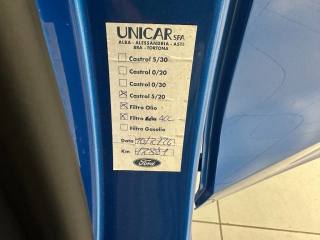 UNICAR SPA
ALBA - ALESSANDRIA - ASTI
BRA - TORTONA
Castrol 5/30
Castrol 0/20
Castrol 0/30
Castrol 5/20
Filtro Olio
Filtro
Filtro Gasolio
Data
Km
Ford